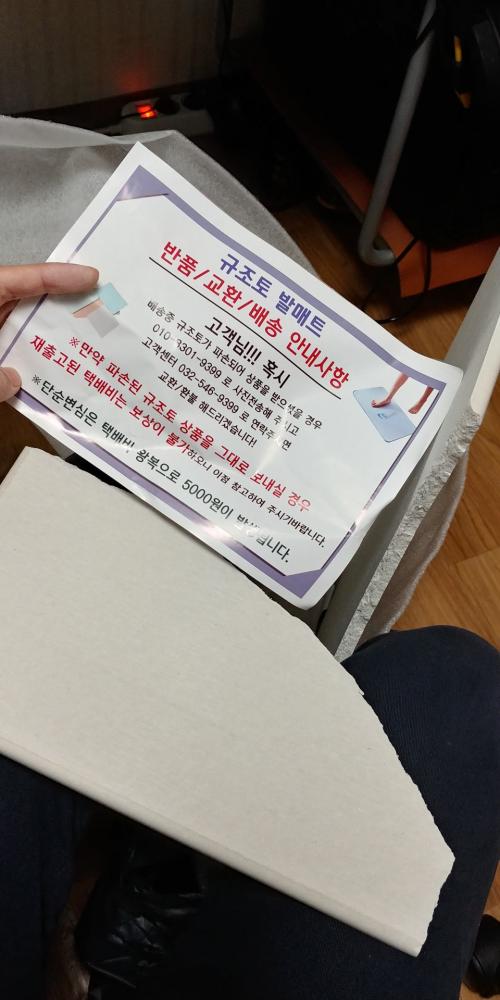 규조토 발매트
반품/교환/배송 안내사항
고객님!!! 혹시
배송중 규조토가 파손되어 상품을 받으셨을 경우
010-9301-9399 로 사진전송해 주시고
고객센터 032-546-9399 로 연락주시면
교환/환불 해드리겠습니다!
※만약 파손된 규조토 상품을 그대로 보내실 경우
재출고된 택배비는 보상이 불가하오니 이점 참고하여 주시기바랍니다.
※단순변심은 택배비 왕복으로 5000원이 발생됩니다.